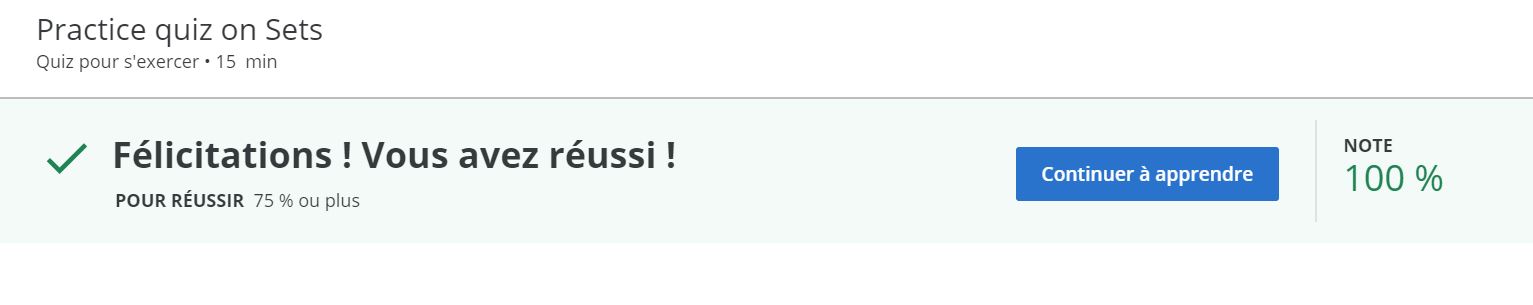 Practice quiz on Sets
Quiz pour s'exercer • 15 min
Félicitations ! Vous avez réussi !
POUR RÉUSSIR 75 % ou plus
Continuer à apprendre
NOTE
100 %